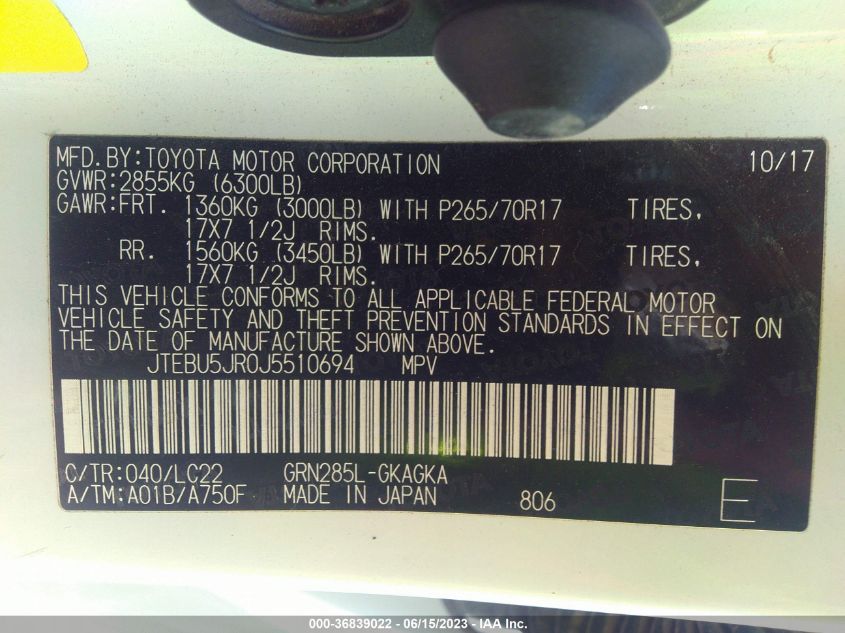 MFD.BY:TOYOTA MOTOR CORPORATION 10/17
GVWR:2855KG (6300LB)
GAWR:FRT. 1360KG (3000LB) WITH P265/70R17 TIRES,
17X7 1/2J RIMS.
RR. 1560KG (3450LB) WITH P265/70R17 TIRES,
17X7 1/2J RIMS.
THIS VEHICLE CONFORMS TO ALL APPLICABLE FEDERAL MOTOR
VEHICLE SAFETY AND THEFT PREVENTION STANDARDS IN EFFECT ON
THE DATE OF MANUFACTURE SHOWN ABOVE.
JTEBU5JR0J5510694 MPV
C/TR:040/LC22 GRN285L-GKAGKA
A/TM:A01B/A750F MADE IN JAPAN 806 E
000-36839022 - 06/15/2023 - IAA Inc.